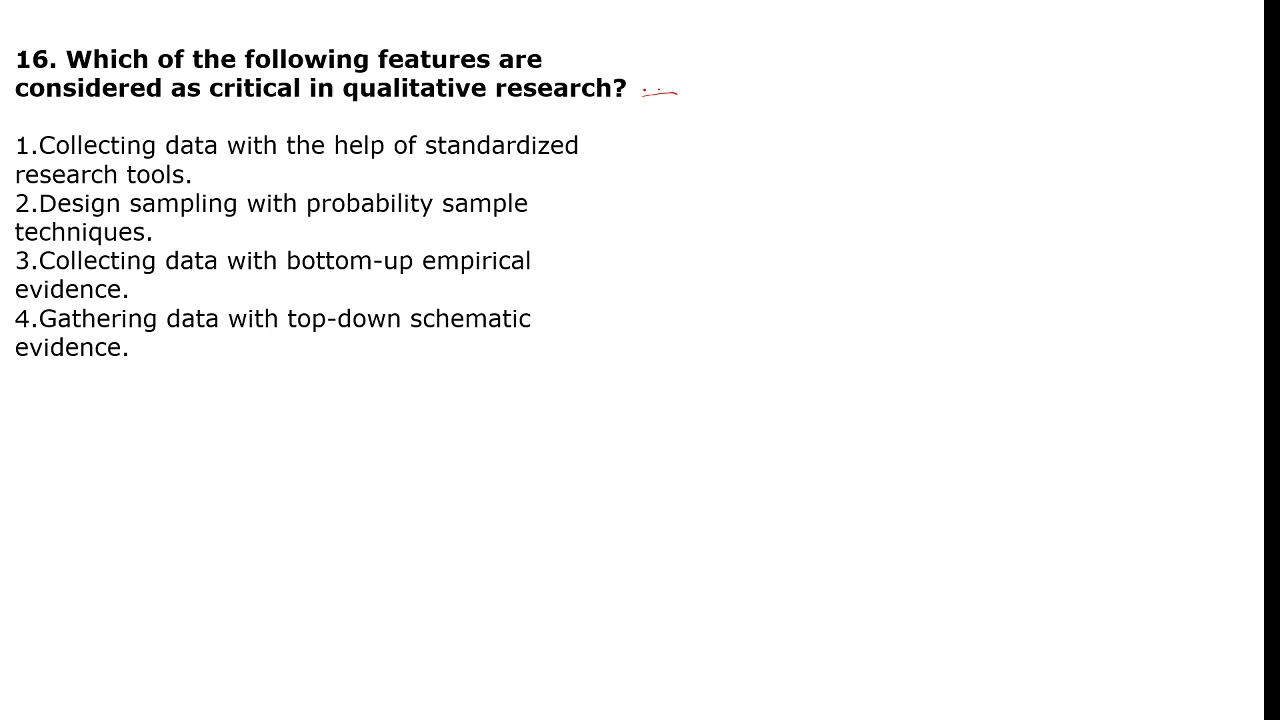 16. Which of the following features are
considered as critical in qualitative research?
1.Collecting data with the help of standardized
research tools.
2.Design sampling with probability sample
techniques.
3.Collecting data with bottom-up empirical
evidence.
4.Gathering data with top-down schematic
evidence.